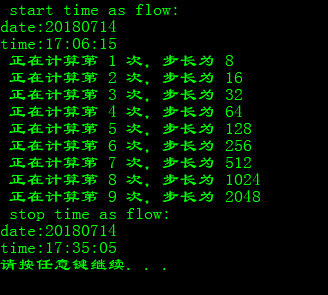 start time as flow:
date:20180714
time:17:06:15
正在计算第 1 次, 步长为 8
正在计算第 2 次, 步长为 16
正在计算第 3 次, 步长为 32
正在计算第 4 次, 步长为 64
正在计算第 5 次, 步长为 128
正在计算第 6 次, 步长为 256
正在计算第 7 次, 步长为 512
正在计算第 8 次, 步长为 1024
正在计算第 9 次, 步长为 2048
stop time as flow:
date:20180714
time:17:35:05
请按任意键继续. . .